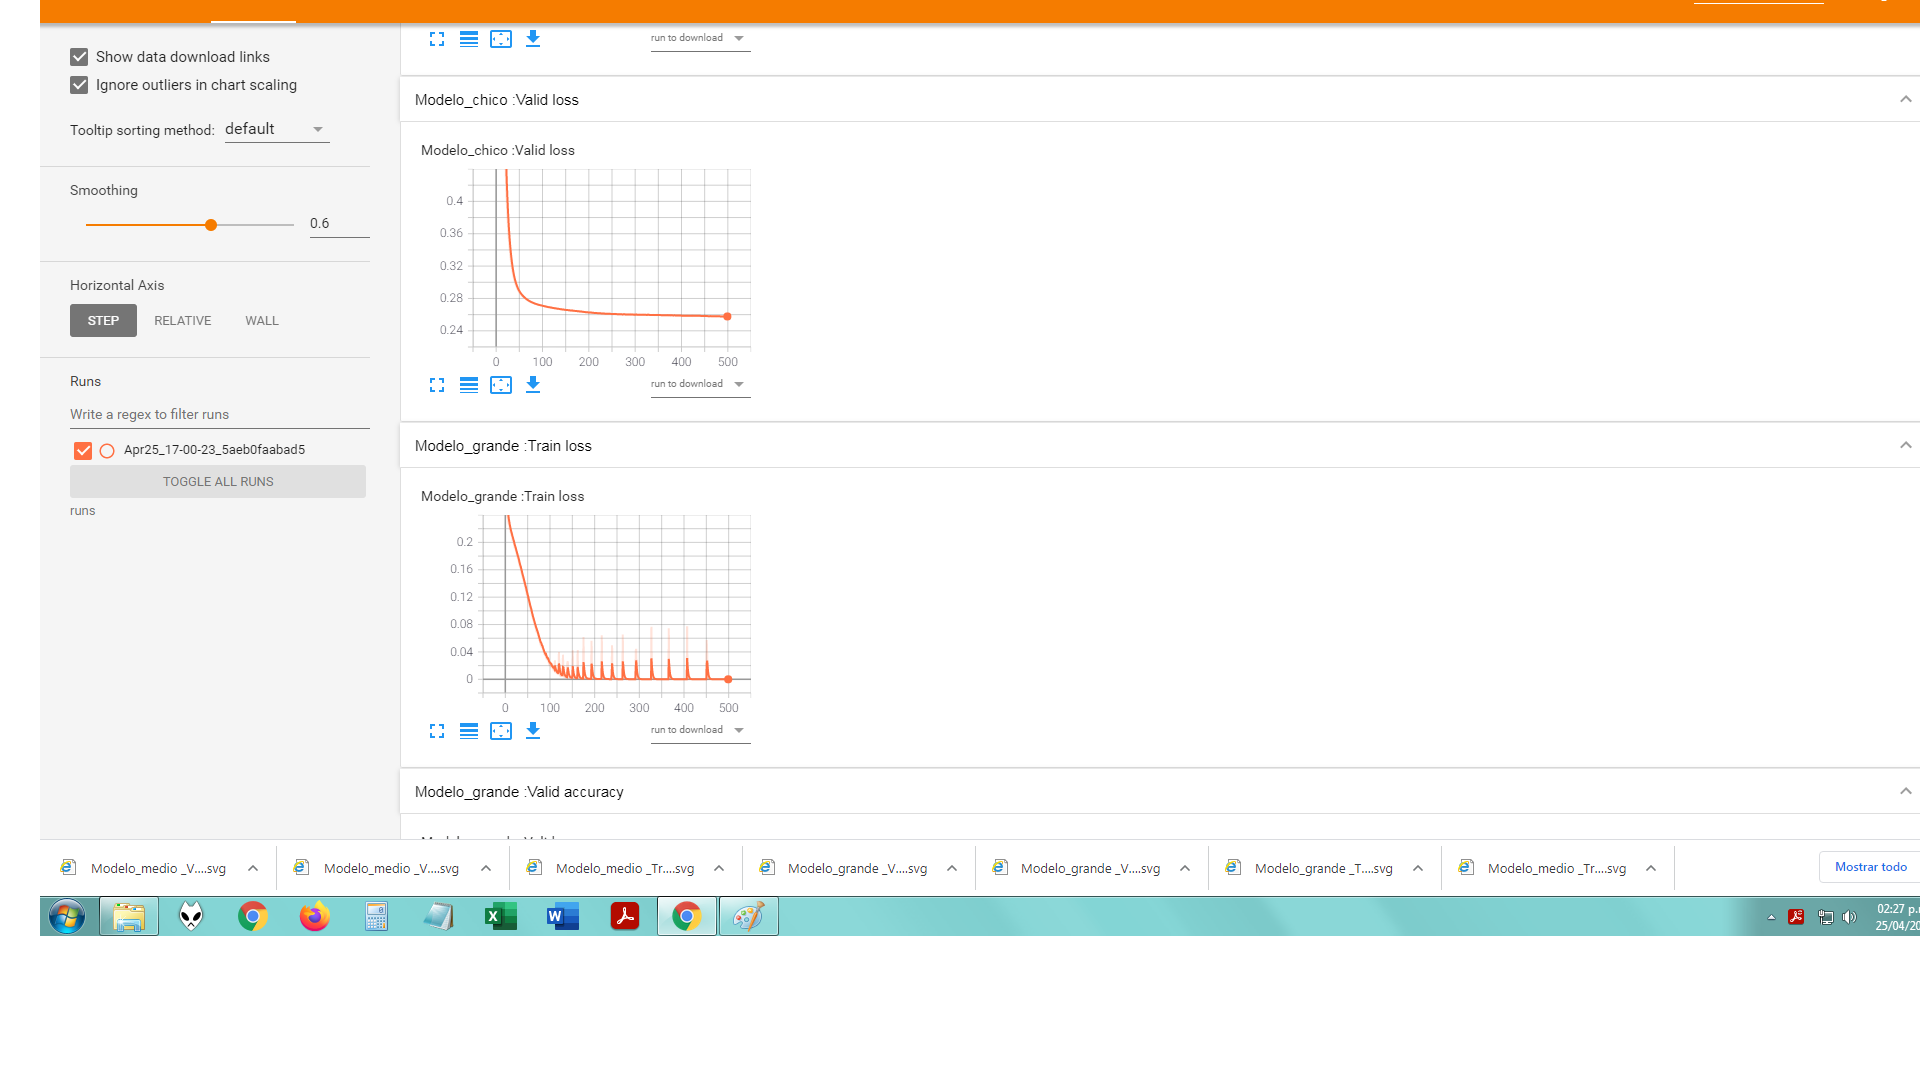 run to download
Show data download links
Ignore outliers in chart scaling
Tooltip sorting method: default
Smoothing
0.6
Horizontal Axis
STEP RELATIVE WALL
Runs
Write a regex to filter runs
Apr25_17-00-23_5aeb0faabad5
TOGGLE ALL RUNS
runs
Modelo_chico :Valid loss
Modelo_chico :Valid loss
0.4
0.36
0.32
0.28
0.24
0 100 200 300 400 500
run to download
Modelo_grande :Train loss
Modelo_grande :Train loss
0.2
0.16
0.12
0.08
0.04
0
0 100 200 300 400 500
run to download
Modelo_grande :Valid accuracy
Modelo_medio _V....svg
Modelo_medio _V....svg
Modelo_medio _Tr....svg
Modelo_grande _V....svg
Modelo_grande _V....svg
Modelo_grande _T....svg
Modelo_medio _Tr....svg
Mostrar todo
02:27 p.
25/04/20